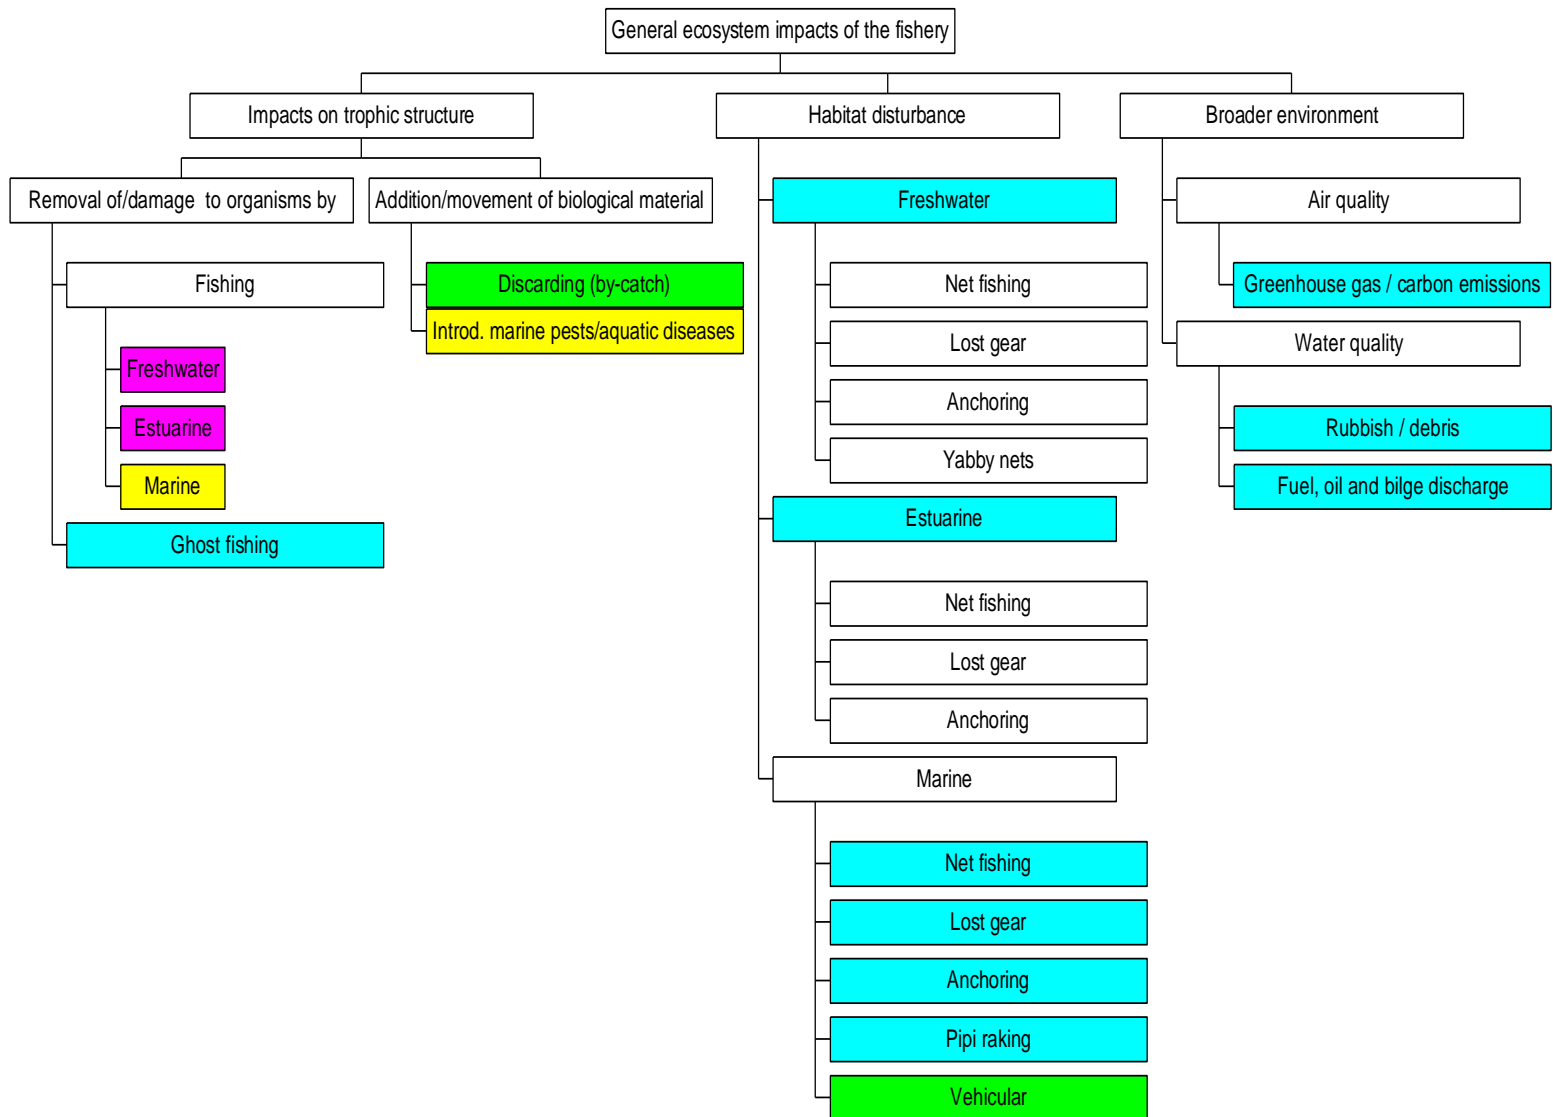 General ecosystem impacts of the fishery
Impacts on trophic structure
Habitat disturbance
Broader environment
Removal of/damage to organisms by
Addition/movement of biological material
Fishing
Freshwater
Estuarine
Marine
Ghost fishing
Discarding (by-catch)
Introd. marine pests/aquatic diseases
Freshwater
Net fishing
Lost gear
Anchoring
Yabby nets
Estuarine
Net fishing
Lost gear
Anchoring
Marine
Net fishing
Lost gear
Anchoring
Pipi raking
Vehicular
Air quality
Greenhouse gas / carbon emissions
Water quality
Rubbish / debris
Fuel, oil and bilge discharge